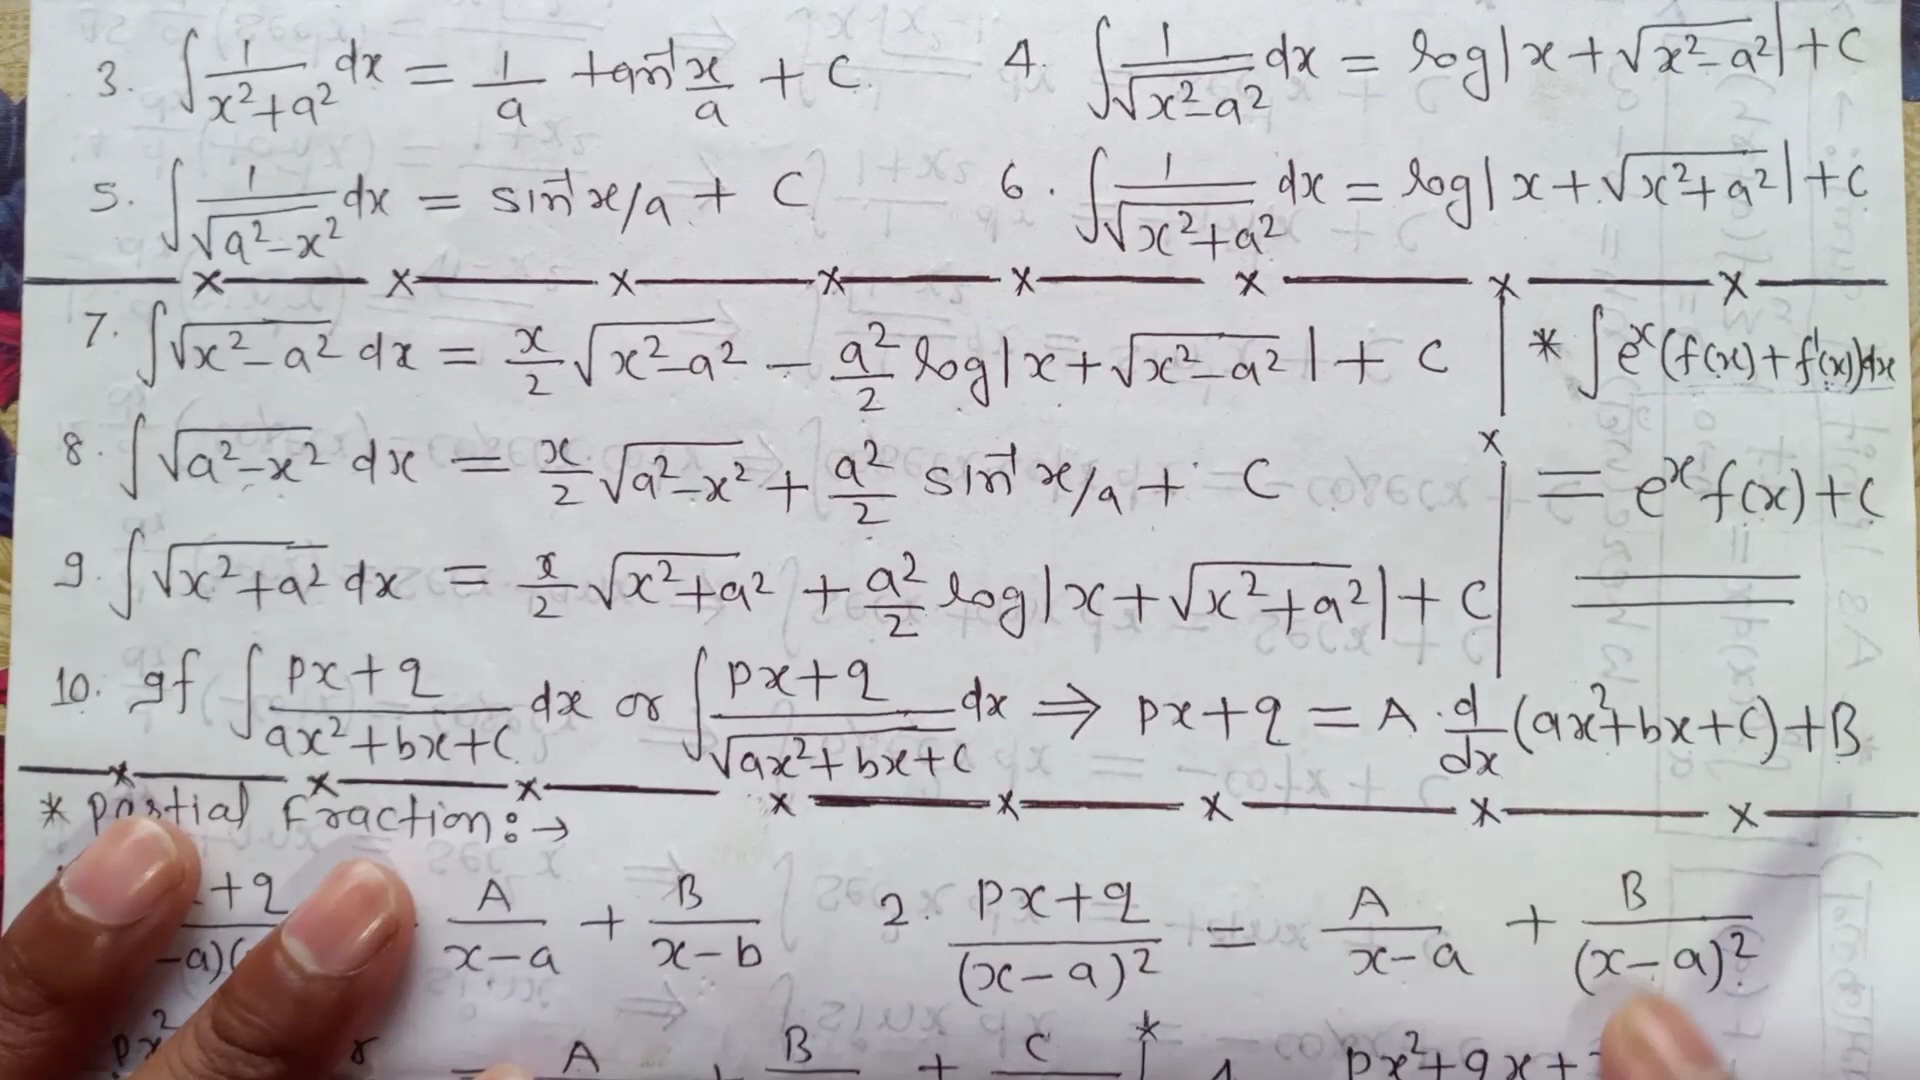 3. ∫ 1/(x²+a²) dx = 1/a tan⁻¹ x/a + C
4. ∫ 1/√(x²-a²) dx = log|x+√(x²-a²)|+C
5. ∫ 1/√(a²-x²) dx = sin⁻¹ x/a + C
6. ∫ 1/√(x²+a²) dx = log|x+√(x²+a²)|+C
7. ∫√(x²-a²) dx = x/2 √(x²-a²) - a²/2 log|x+√(x²-a²)|+C
8. ∫√(a²-x²) dx = x/2 √(a²-x²) + a²/2 sin⁻¹ x/a + C
9. ∫√(x²+a²) dx = x/2 √(x²+a²) + a²/2 log|x+√(x²+a²)|+C
* ∫eˣ(f(x)+f'(x))dx
= eˣf(x)+C
10. If ∫ (px+q)/(ax²+bx+c) dx or ∫ (px+q)/√(ax²+bx+c) dx ⇒ px+q = A·d/dx(ax²+bx+c)+B
* Partial Fraction:→
+q A/(x-a) + B/(x-b)
2. (px+q)/(x-a)² = A/(x-a) + B/(x-a)²
px² = A + B + C
* px²+qx+